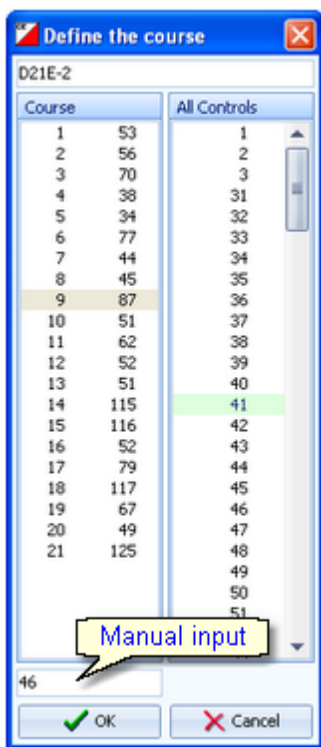 Define the course
D21E-2
Course All Controls
1 53 1
2 56 2
3 70 3
4 38 31
5 34 32
6 77 33
7 44 34
8 45 35
9 87 36
10 51 37
11 62 38
12 52 39
13 51 40
14 115 41
15 116 42
16 52 43
17 79 44
18 117 45
19 67 46
20 49 47
21 125 48
49
50
51
Manual input
46
OK Cancel